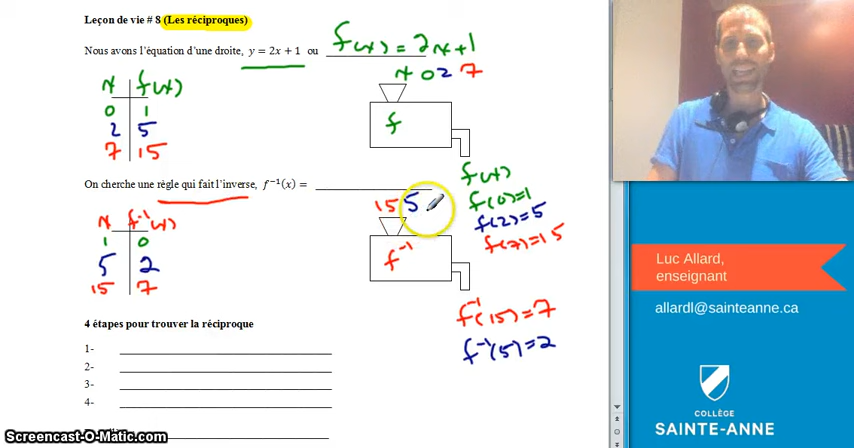 Leçon de vie # 8 (Les réciproques)
Nous avons l'équation d'une droite, y = 2x + 1 ou f(x) = 2x+1
x 0 2 7
x f(x)
0 1
2 5
7 15
f
f(x)
f(0)=1
f(2)=5
f(7)=15
On cherche une règle qui fait l'inverse, f⁻¹(x) =
15 5
x f⁻¹(x)
1 0
5 2
15 7
f⁻¹
f⁻¹(15)=7
f⁻¹(5)=2
4 étapes pour trouver la réciproque
1-
2-
3-
4-
Luc Allard,
enseignant
allardl@sainteanne.ca
COLLÈGE
SAINTE-ANNE
Screencast-O-Matic.com